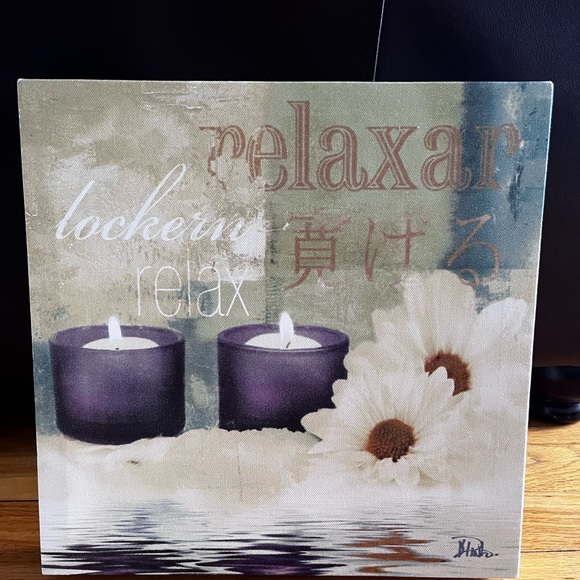 relaxar
lockern
寛げる
relax